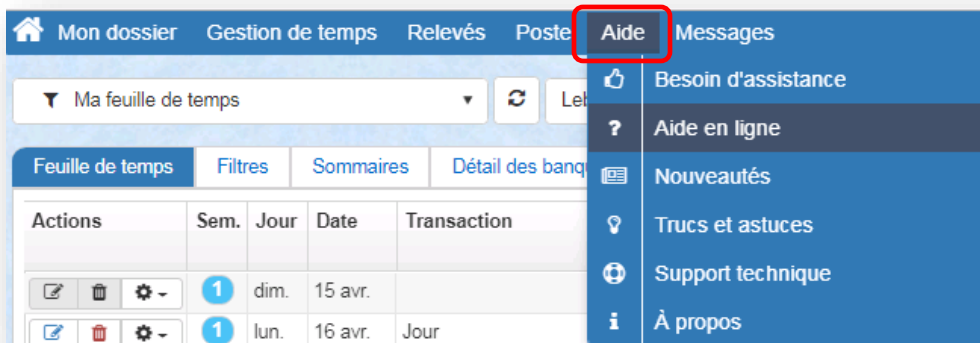 Mon dossier Gestion de temps Relevés Poste Aide Messages
Besoin d'assistance
Ma feuille de temps
Aide en ligne
Feuille de temps Filtres Sommaires Détail des
Nouveautés
Actions Sem. Jour Date Transaction
Trucs et astuces
Support technique
1 dim. 15 avr.
À propos
1 lun. 16 avr. Jour